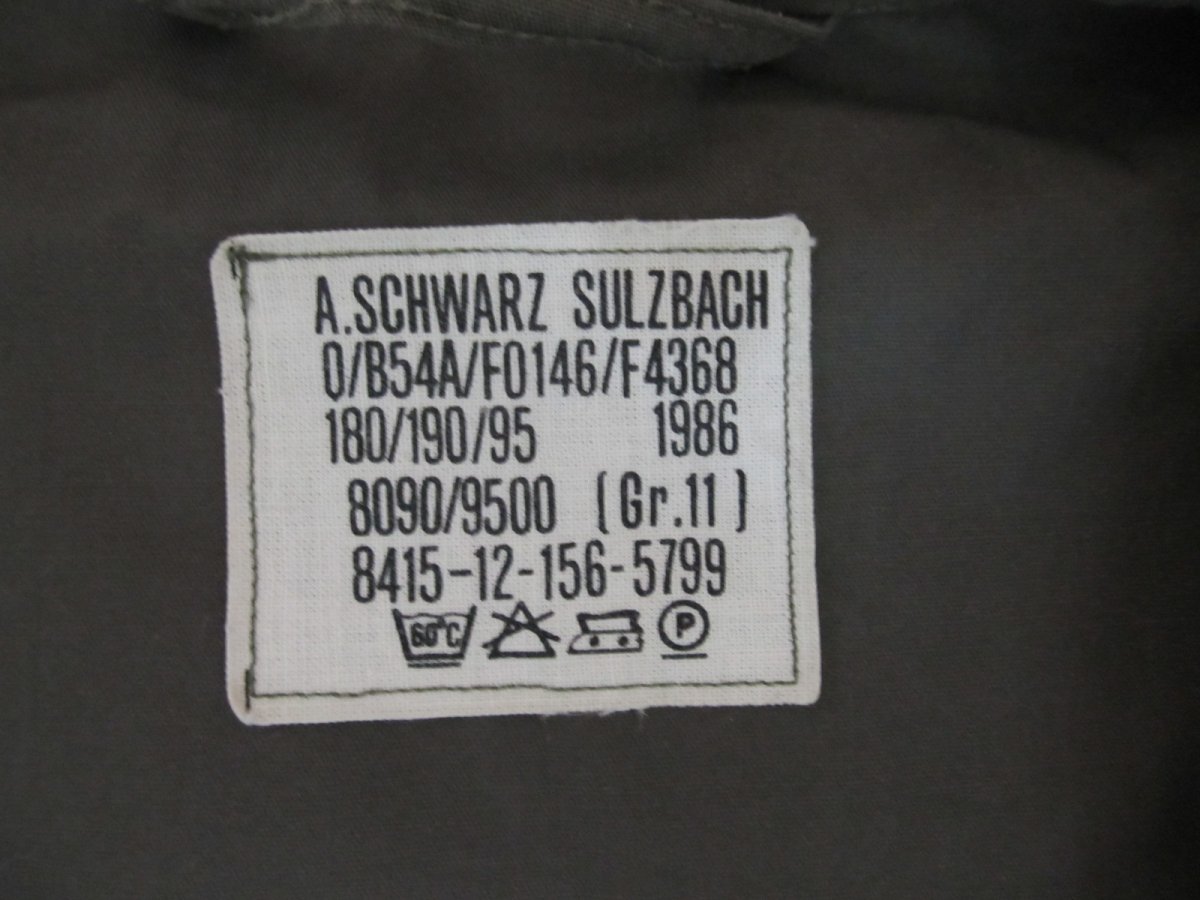 A.SCHWARZ SULZBACH
0/B54A/F0146/F4368
180/190/95 1986
8090/9500 (Gr.11)
8415-12-156-5799
60°C P